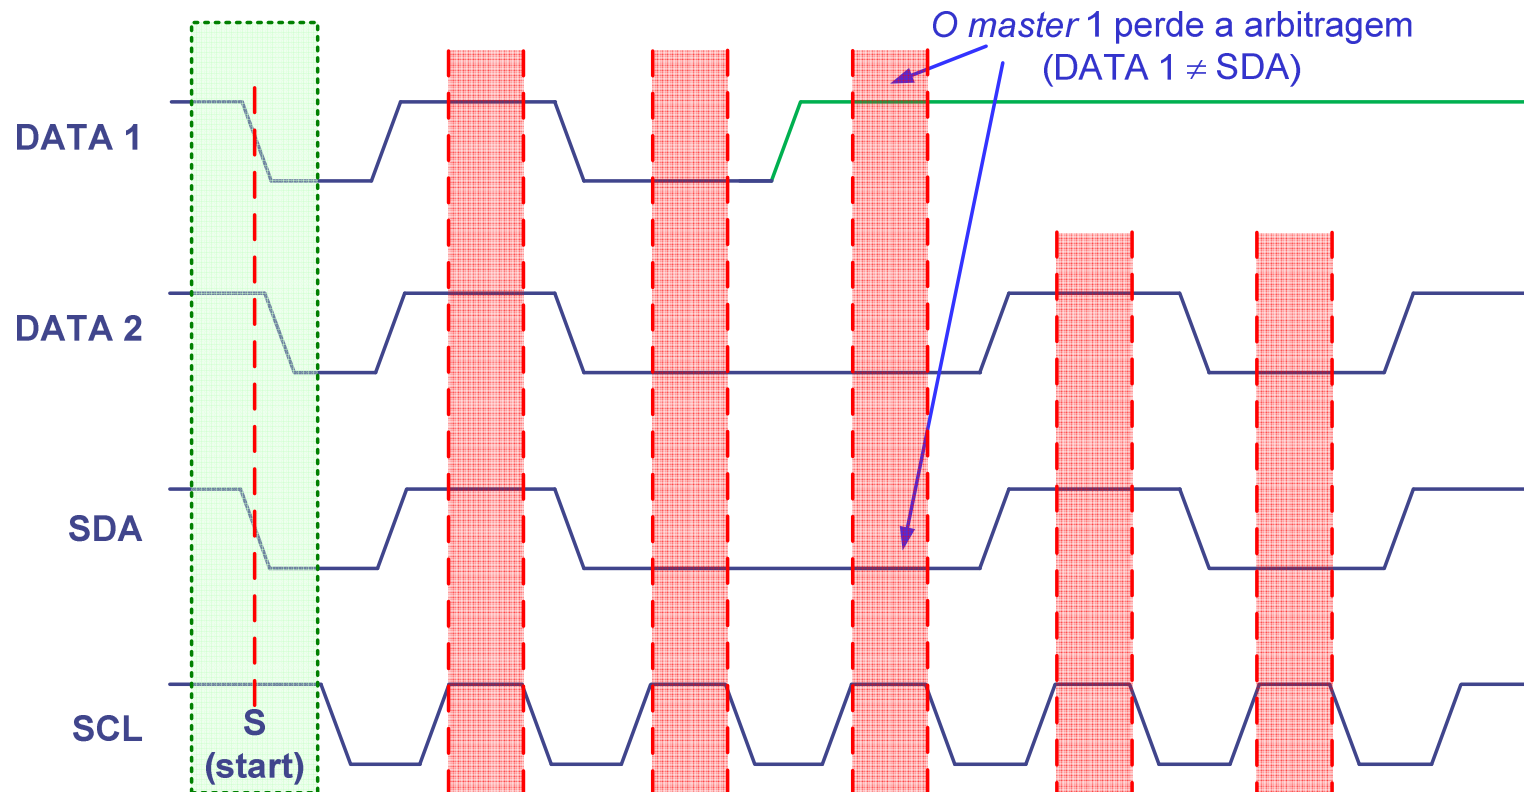 O master 1 perde a arbitragem
(DATA 1 ≠ SDA)
DATA 1
DATA 2
SDA
SCL
S
(start)